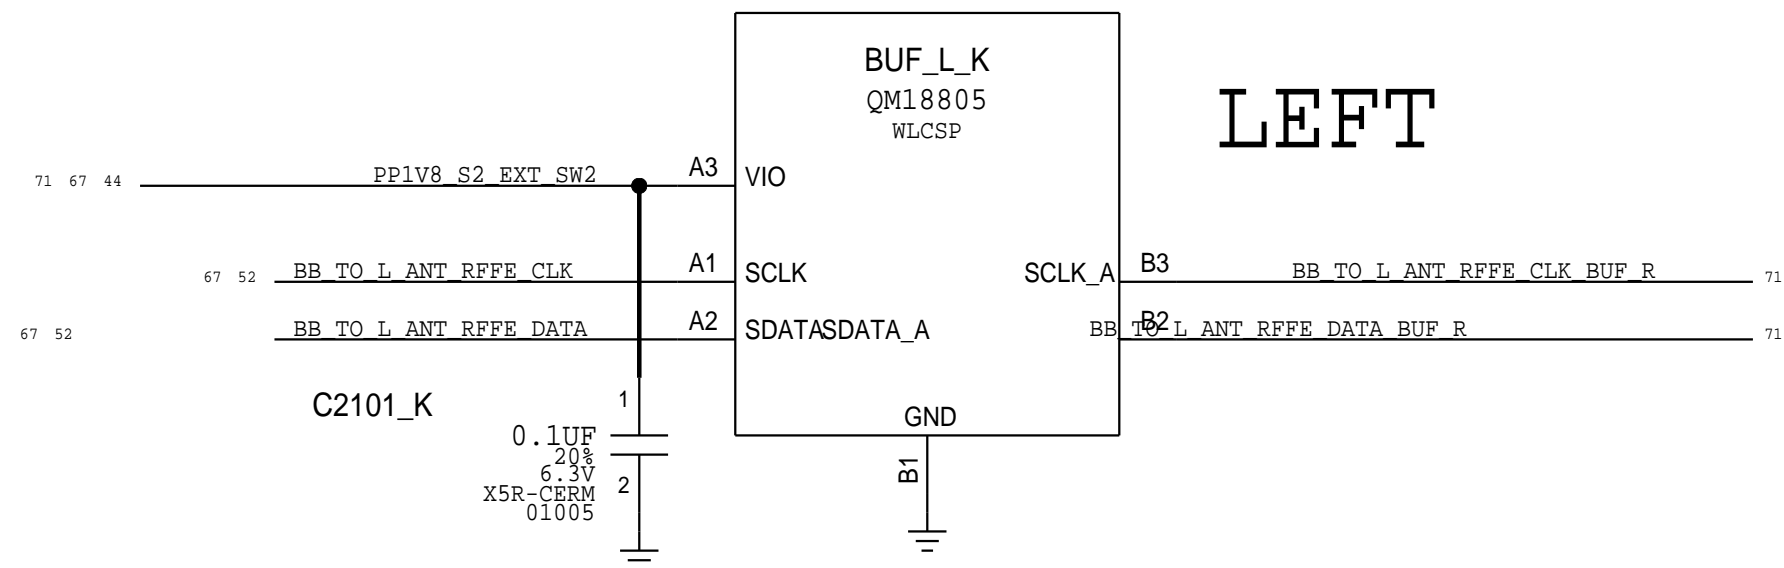 BUF_L_K
QM18805
WLCSP
LEFT
71 67 44 PP1V8_S2_EXT_SW2 A3 VIO
67 52 BB_TO_L_ANT_RFFE_CLK A1 SCLK SCLK_A B3 BB_TO_L_ANT_RFFE_CLK_BUF_R 71
67 52 BB_TO_L_ANT_RFFE_DATA A2 SDATA SDATA_A B2 BB_TO_L_ANT_RFFE_DATA_BUF_R 71
C2101_K 1
GND
0.1UF
20%
6.3V
X5R-CERM 2
01005
B1